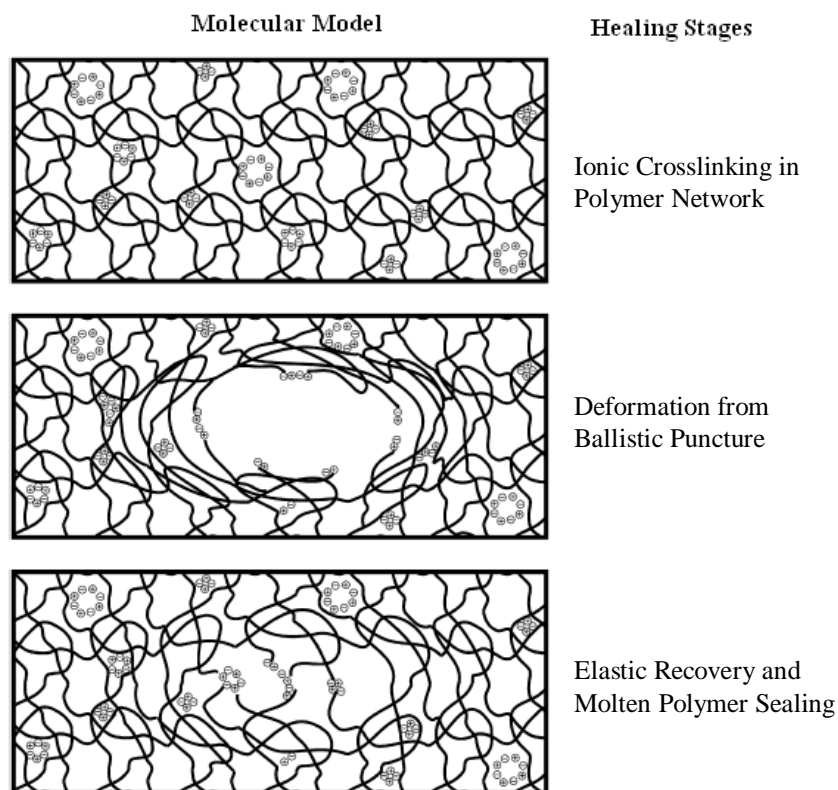 Molecular Model
Healing Stages
Ionic Crosslinking in
Polymer Network
Deformation from
Ballistic Puncture
Elastic Recovery and
Molten Polymer Sealing